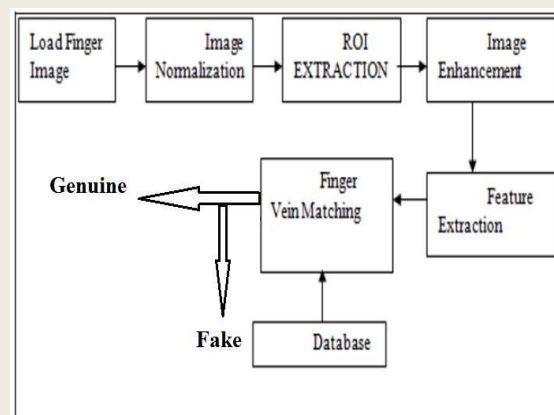 Load Finger
Image
Image
Normalization
ROI
EXTRACTION
Image
Enhancement
Genuine
Finger
Vein Matching
Feature
Extraction
Fake
Database